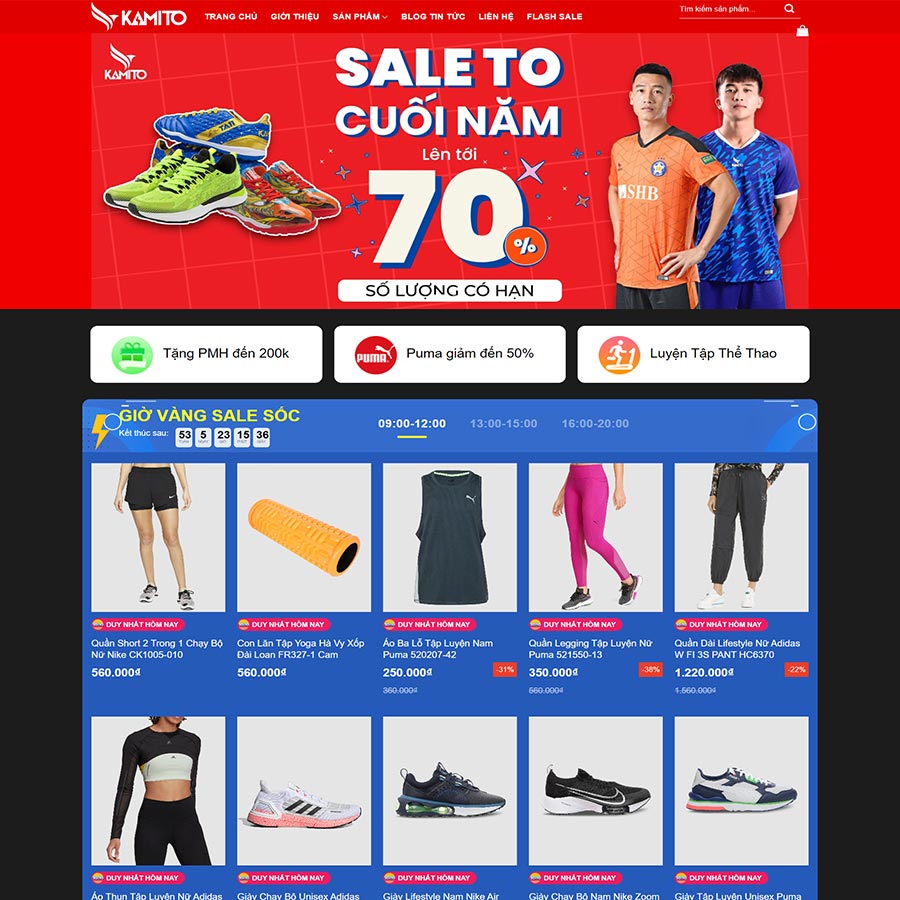 KAMITO
TRANG CHỦ GIỚI THIỆU SẢN PHẨM BLOG TIN TỨC LIÊN HỆ FLASH SALE
Tìm kiếm sản phẩm...
KAMITO
SALE TO
CUỐI NĂM
Lên tới
70%
SỐ LƯỢNG CÓ HẠN
SHB
Tặng PMH đến 200k
PUMA
Puma giảm đến 50%
Luyện Tập Thể Thao
GIỜ VÀNG SALE SỐC
Kết thúc sau: 53 5 23 15 36
09:00-12:00 13:00-15:00 16:00-20:00
DUY NHẤT HÔM NAY
Quần Short 2 Trong 1 Chạy Bộ
Nữ Nike CK1005-010
560.000₫
DUY NHẤT HÔM NAY
Con Lăn Tập Yoga Hà Vy Xốp
Đài Loan FR327-1 Cam
560.000₫
DUY NHẤT HÔM NAY
Áo Ba Lỗ Tập Luyện Nam
Puma 520207-42
250.000₫ -31%
360.000₫
DUY NHẤT HÔM NAY
Quần Legging Tập Luyện Nữ
Puma 521550-13
350.000₫ -38%
560.000₫
DUY NHẤT HÔM NAY
Quần Dài Lifestyle Nữ Adidas
W FI 3S PANT HC6370
1.220.000₫ -22%
1.560.000₫
DUY NHẤT HÔM NAY
Áo Thun Tập Luyện Nữ Adidas
DUY NHẤT HÔM NAY
Giày Chạy Bộ Unisex Adidas
DUY NHẤT HÔM NAY
Giày Lifestyle Nam Nike Air
DUY NHẤT HÔM NAY
Giày Chạy Bộ Nam Nike Zoom
DUY NHẤT HÔM NAY
Giày Tập Luyện Unisex Puma